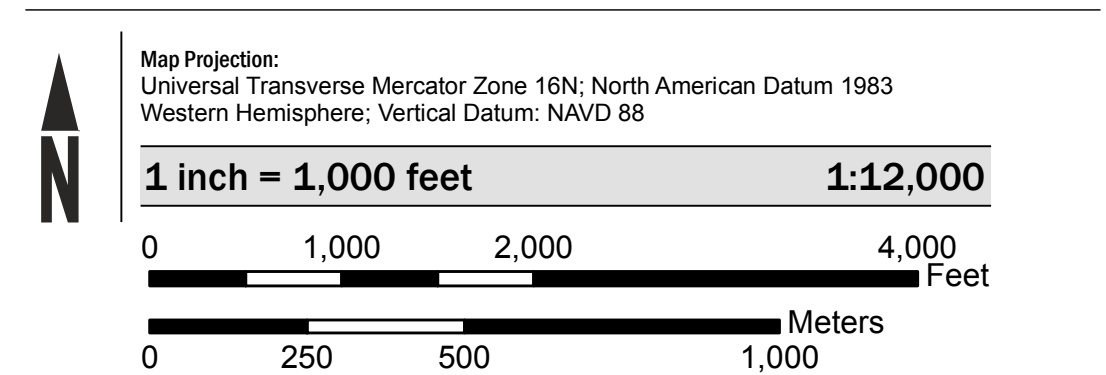 N
Map Projection:
Universal Transverse Mercator Zone 16N; North American Datum 1983
Western Hemisphere; Vertical Datum: NAVD 88
1 inch = 1,000 feet 1:12,000
0 1,000 2,000 4,000
Feet
Meters
0 250 500 1,000